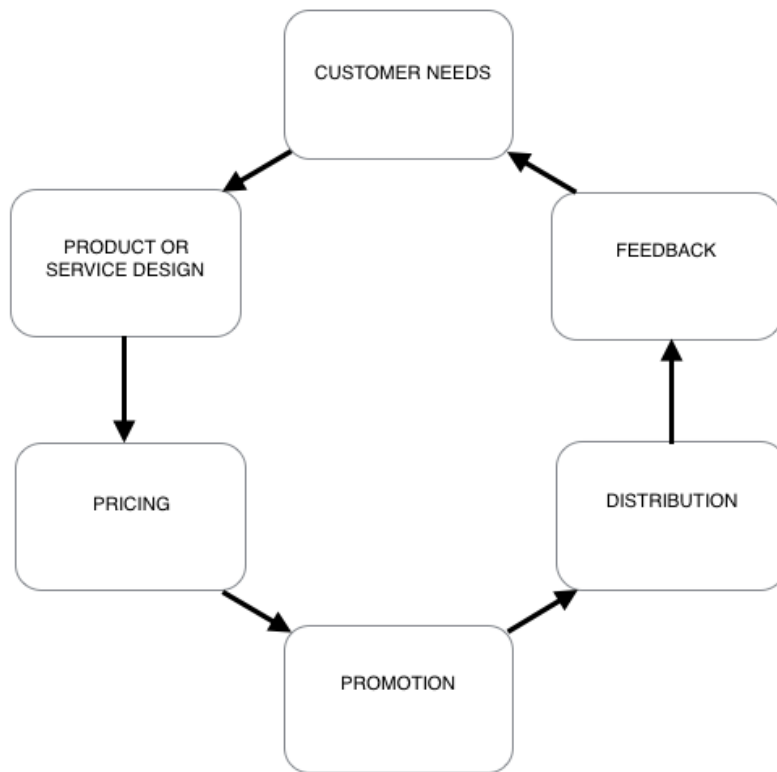 CUSTOMER NEEDS
PRODUCT OR
SERVICE DESIGN
PRICING
PROMOTION
DISTRIBUTION
FEEDBACK